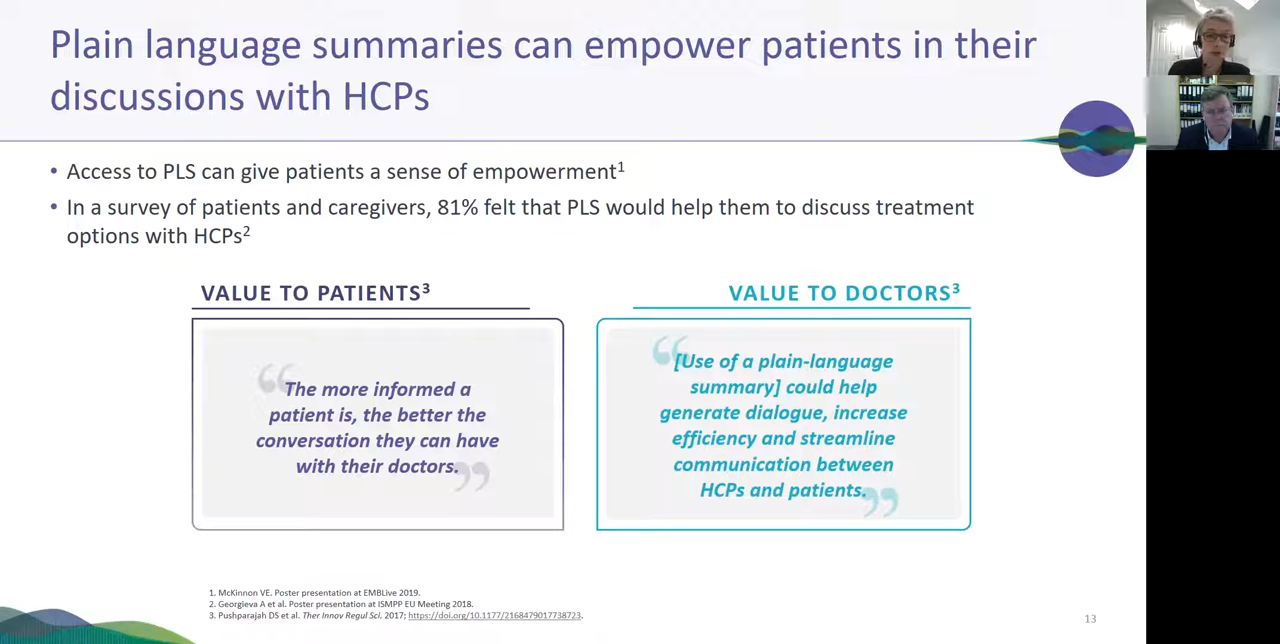 Plain language summaries can empower patients in their
discussions with HCPs
• Access to PLS can give patients a sense of empowerment1
• In a survey of patients and caregivers, 81% felt that PLS would help them to discuss treatment
options with HCPs2
VALUE TO PATIENTS3
“The more informed a
patient is, the better the
conversation they can have
with their doctors.”
VALUE TO DOCTORS3
“[Use of a plain-language
summary] could help
generate dialogue, increase
efficiency and streamline
communication between
HCPs and patients.”
1. McKinnon VE. Poster presentation at EMBLive 2019.
2. Georgieva A et al. Poster presentation at ISMPP EU Meeting 2018.
3. Pushparajah DS et al. Ther Innov Regul Sci. 2017; https://doi.org/10.1177/2168479017738723.
13